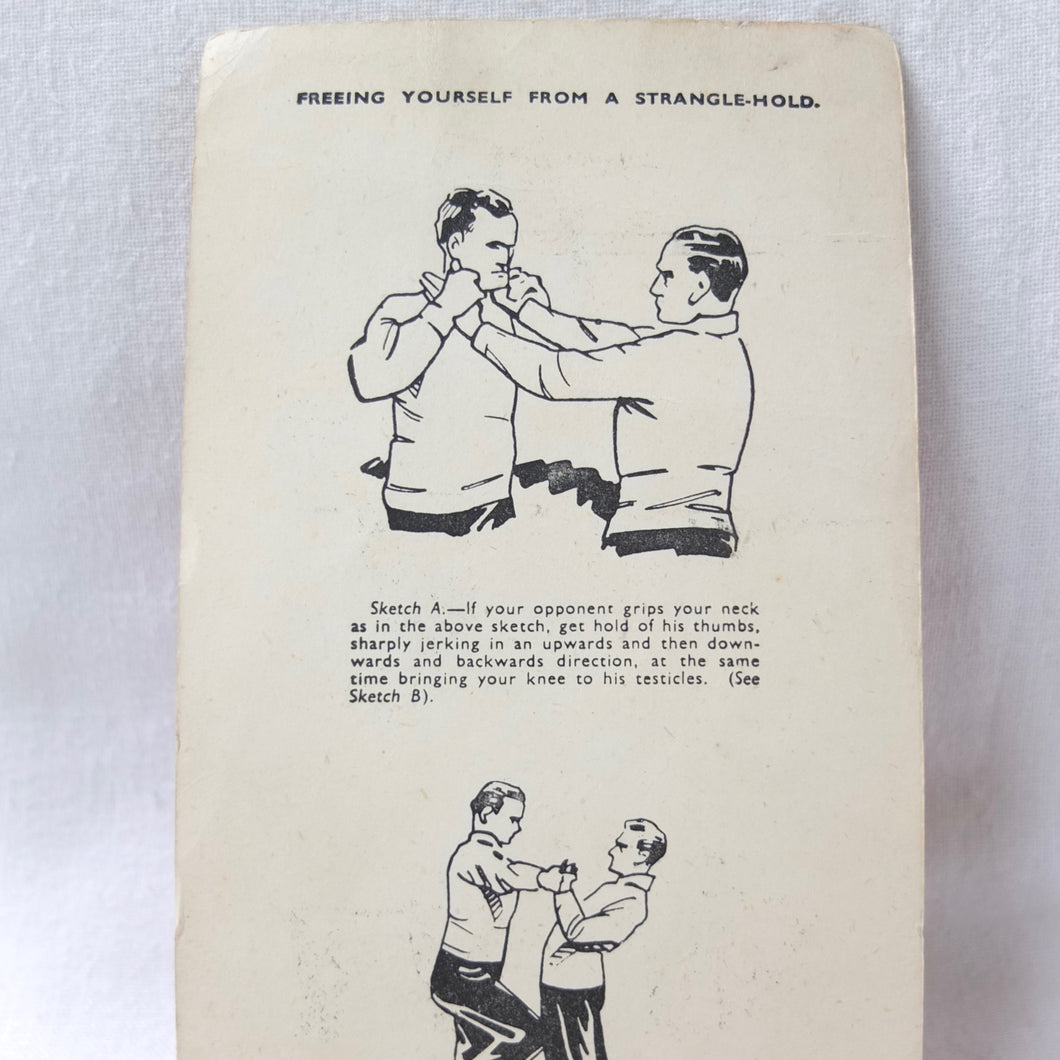 FREEING YOURSELF FROM A STRANGLE-HOLD.
Sketch A.—If your opponent grips your neck
as in the above sketch, get hold of his thumbs,
sharply jerking in an upwards and then down-
wards and backwards direction, at the same
time bringing your knee to his testicles. (See
Sketch B).